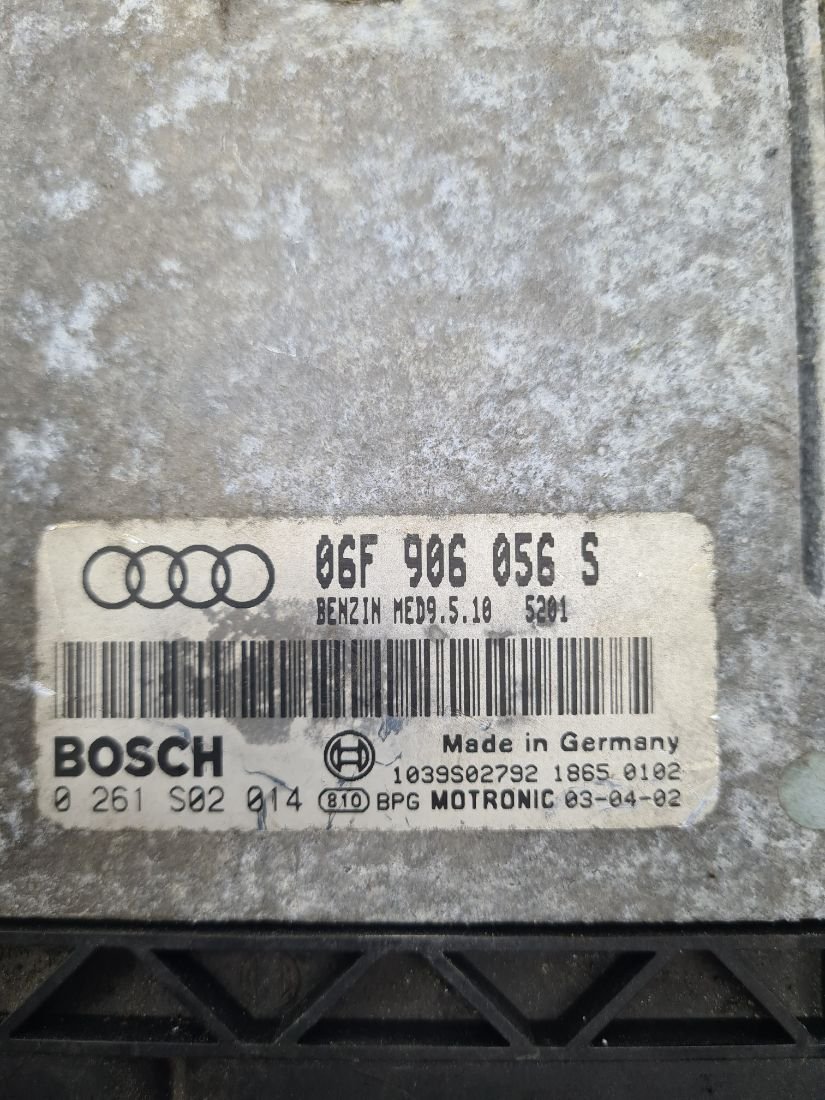 06F 906 056 S
BENZIN MED9.5.10 5201
BOSCH
Made in Germany
1039S02792 1865 0102
0 261 S02 014 810 BPG MOTRONIC 03-04-02